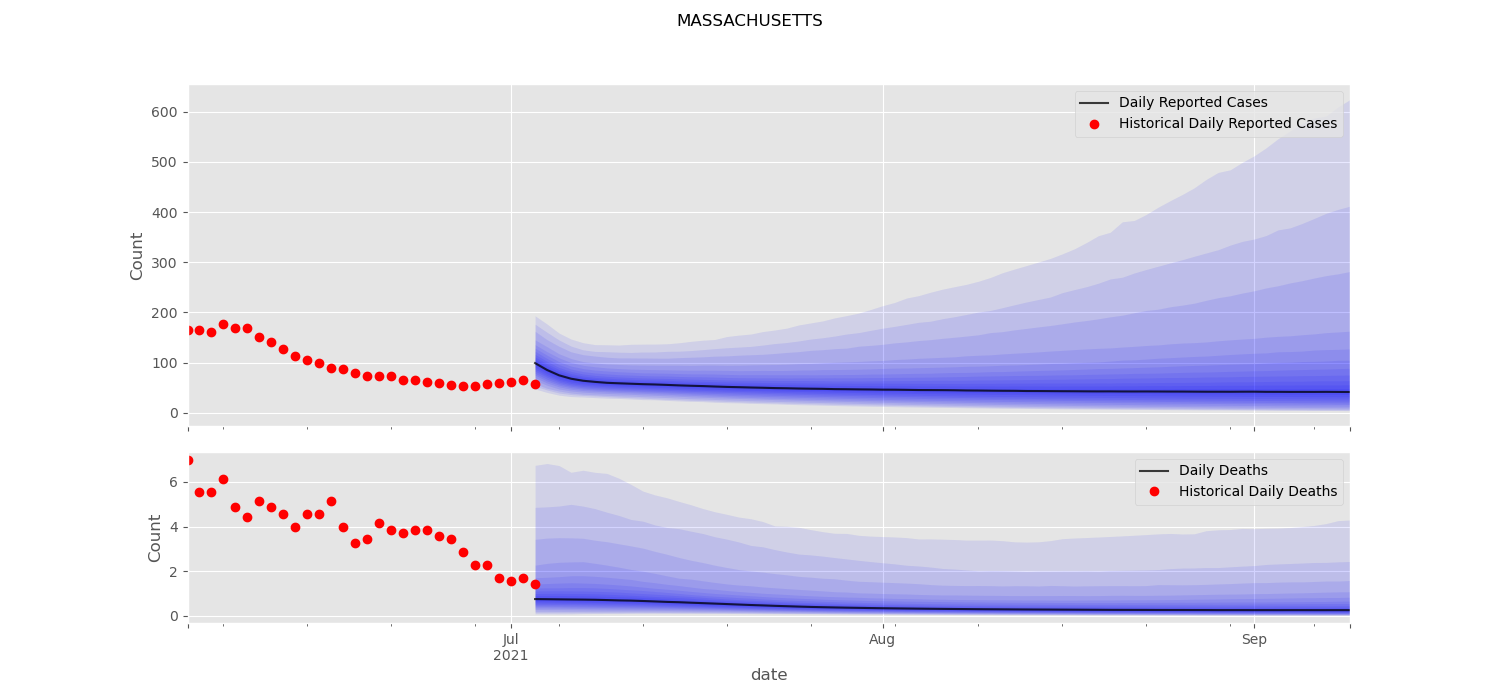 MASSACHUSETTS
600
500
400
300
200
100
0
Count
Daily Reported Cases
Historical Daily Reported Cases
6
4
2
0
Count
Daily Deaths
Historical Daily Deaths
Jul
2021
Aug
Sep
date